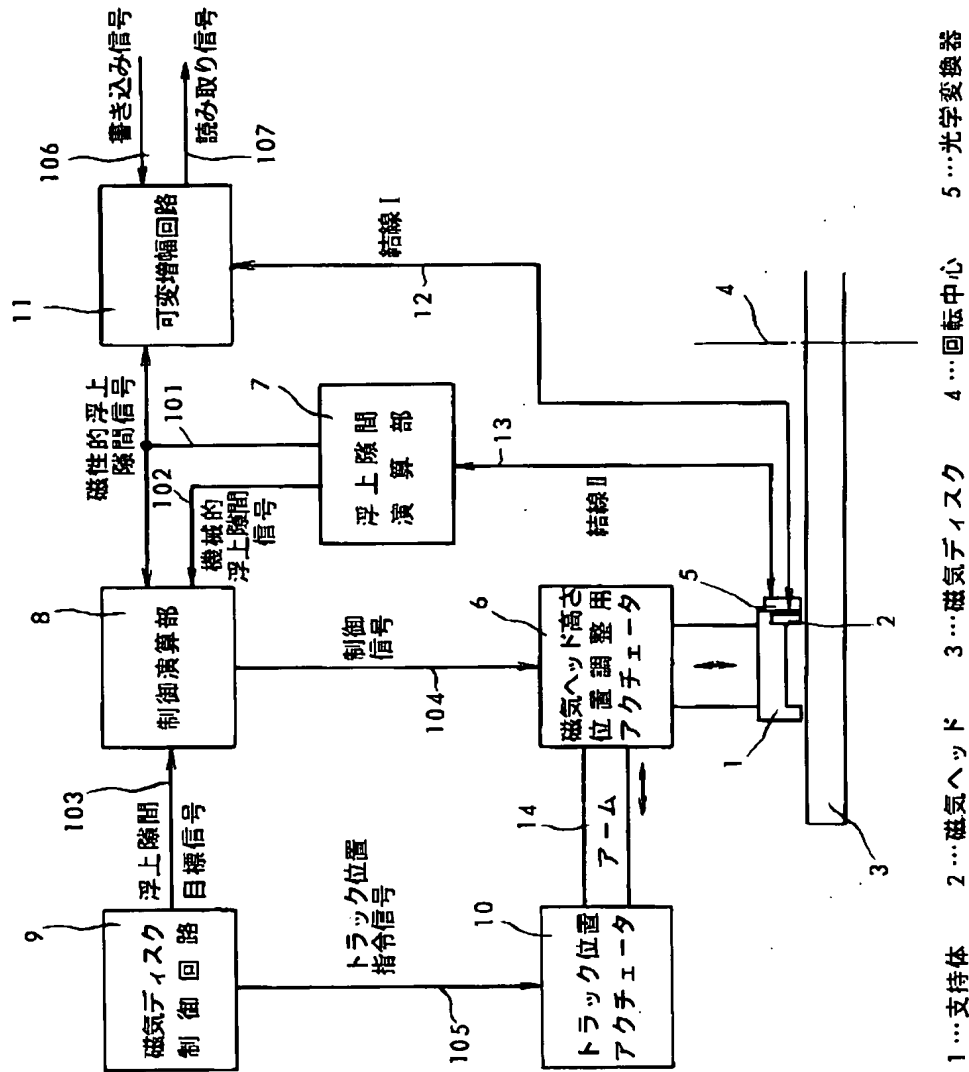 9
磁気ディスク
制御回路
103
浮上隙間
目標信号
8
制御演算部
磁性的浮上
隙間信号
101
102
機械的
浮上隙間
信号
11
可変増幅回路
106
書き込み信号
読み取り信号
107
7
浮上隙間
演算部
結線Ⅰ
12
13
結線Ⅱ
トラック位置
指令信号
105
制御
信号
104
10
トラック位置
アクチュエータ
14
アーム
6
磁気ヘッド高さ
位置調整用
アクチュエータ
1
5
2
4
3
1…支持体 2…磁気ヘッド 3…磁気ディスク 4…回転中心 5…光学変換器